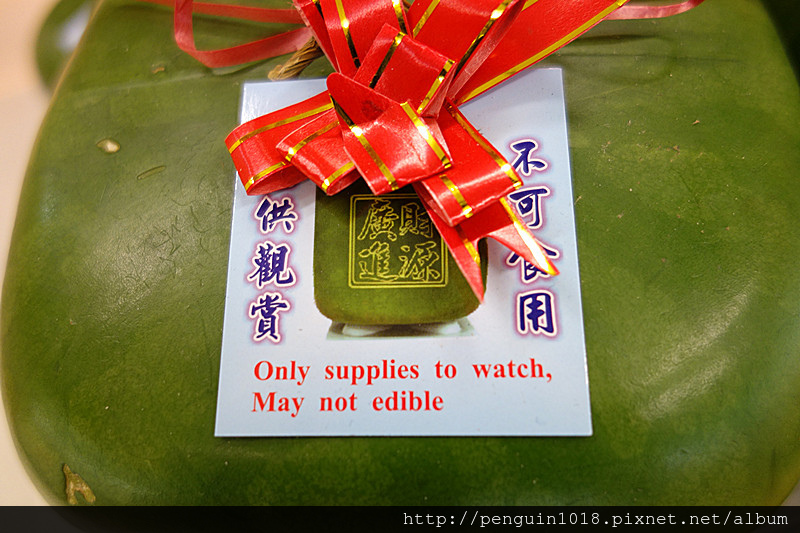 供觀賞
不可食用
財源
廣進
Only supplies to watch,
May not edible
http://penguin1018.pixnet.net/album